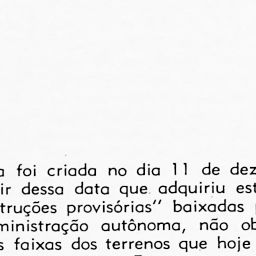 a foi criada no dia 11 de dez
ir dessa data que adquiriu est
truções provisórias" baixadas
ministração autônoma, não ob
s faixas dos terrenos que hoje